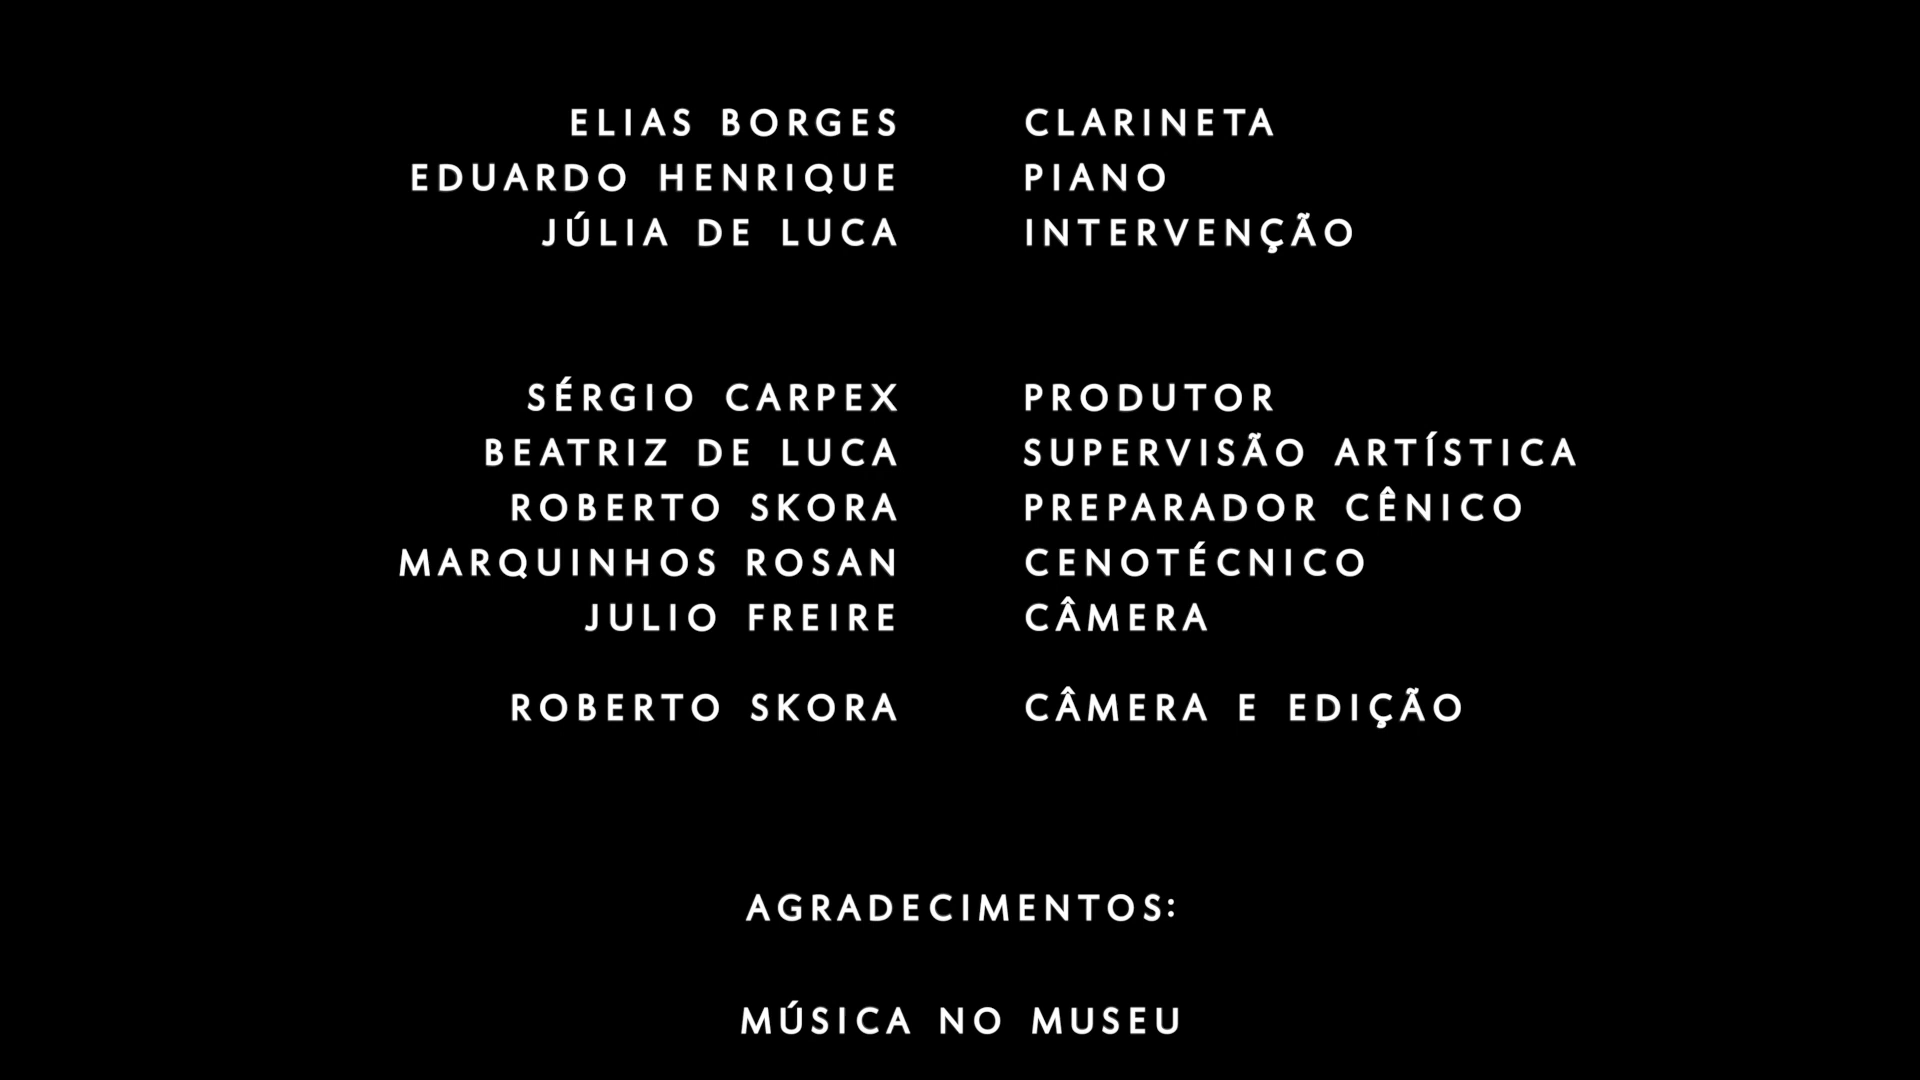 ELIAS BORGES CLARINETA
EDUARDO HENRIQUE PIANO
JÚLIA DE LUCA INTERVENÇÃO
SÉRGIO CARPEX PRODUTOR
BEATRIZ DE LUCA SUPERVISÃO ARTÍSTICA
ROBERTO SKORA PREPARADOR CÊNICO
MARQUINHOS ROSAN CENOTÉCNICO
JULIO FREIRE CÂMERA
ROBERTO SKORA CÂMERA E EDIÇÃO
AGRADECIMENTOS:
MÚSICA NO MUSEU